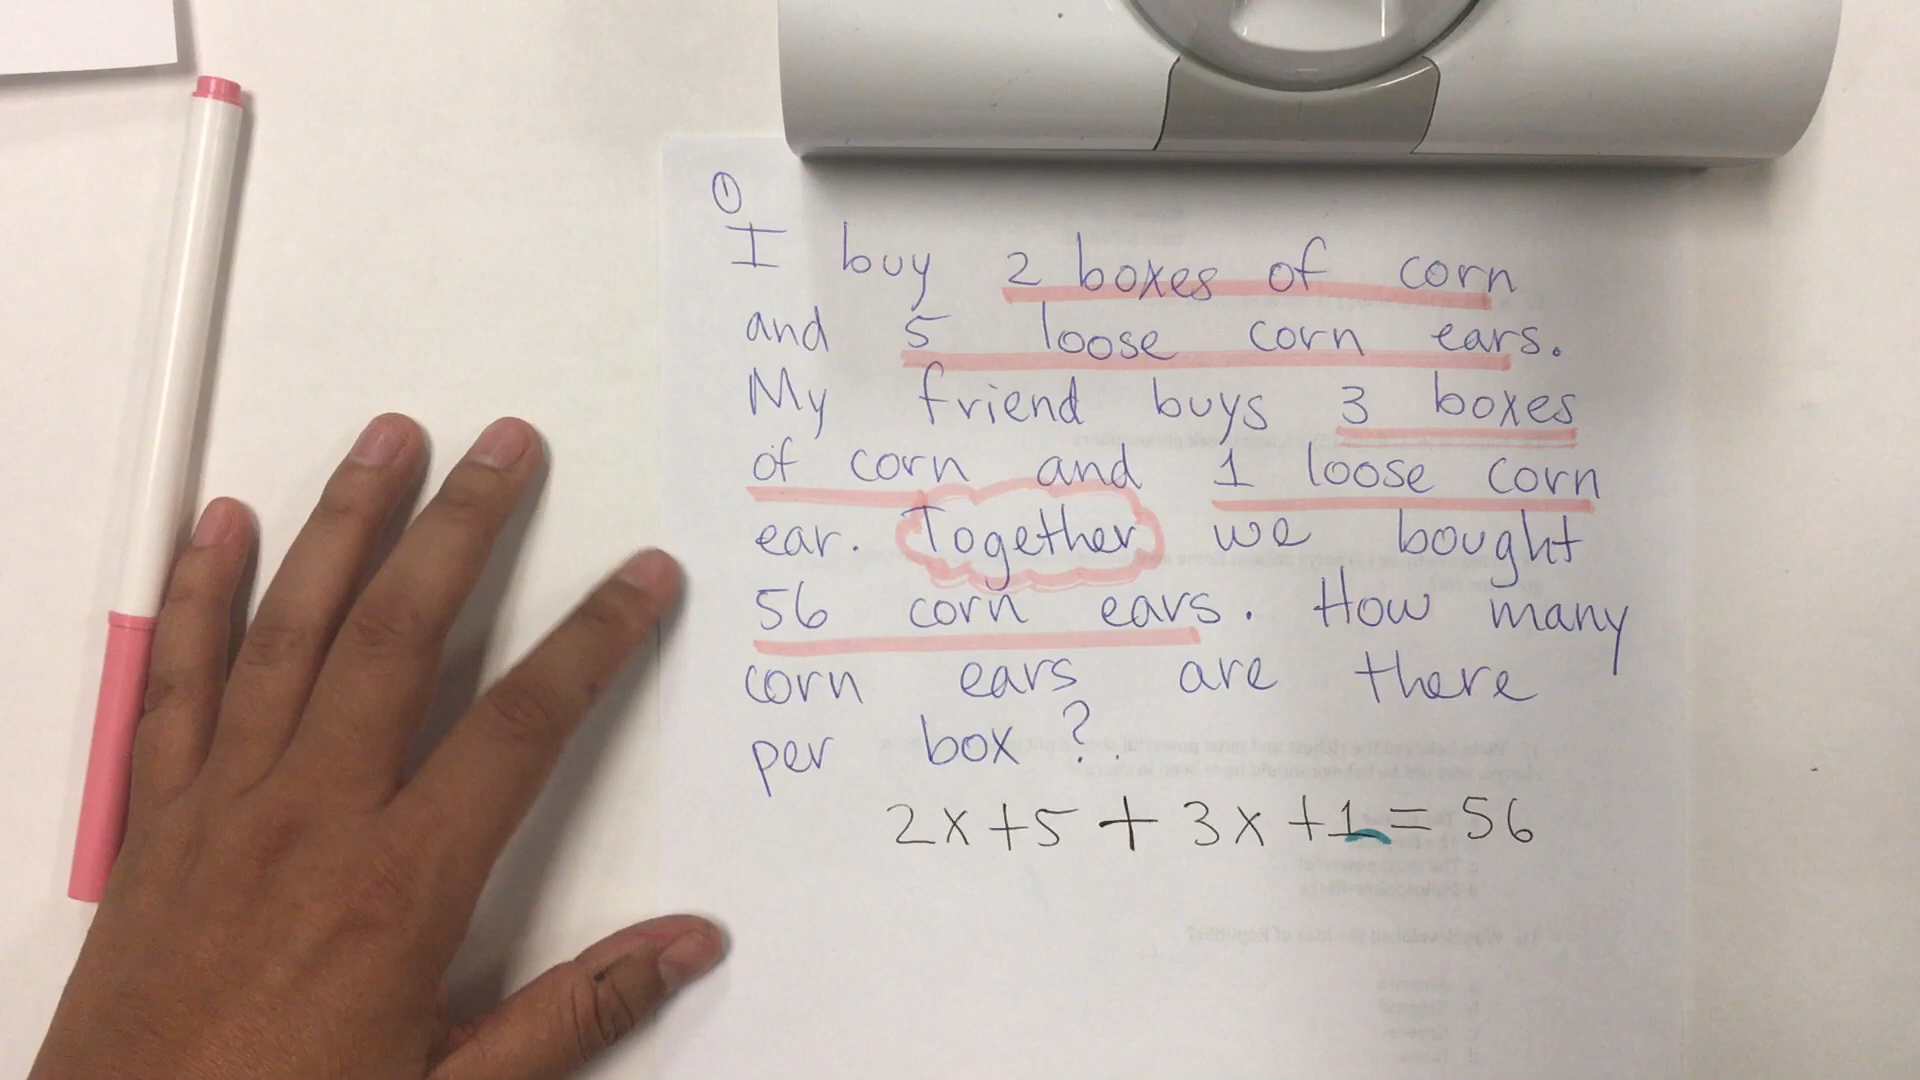 ①
I buy 2 boxes of corn
and 5 loose corn ears.
My friend buys 3 boxes
of corn and 1 loose corn
ear. Together we bought
56 corn ears. How many
corn ears are there
per box?
2x+5 + 3x +1 = 56